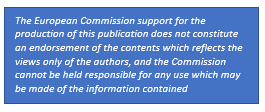 The European Commission support for the
production of this publication does not constitute
an endorsement of the contents which reflects the
views only of the authors, and the Commission
cannot be held responsible for any use which may
be made of the information contained